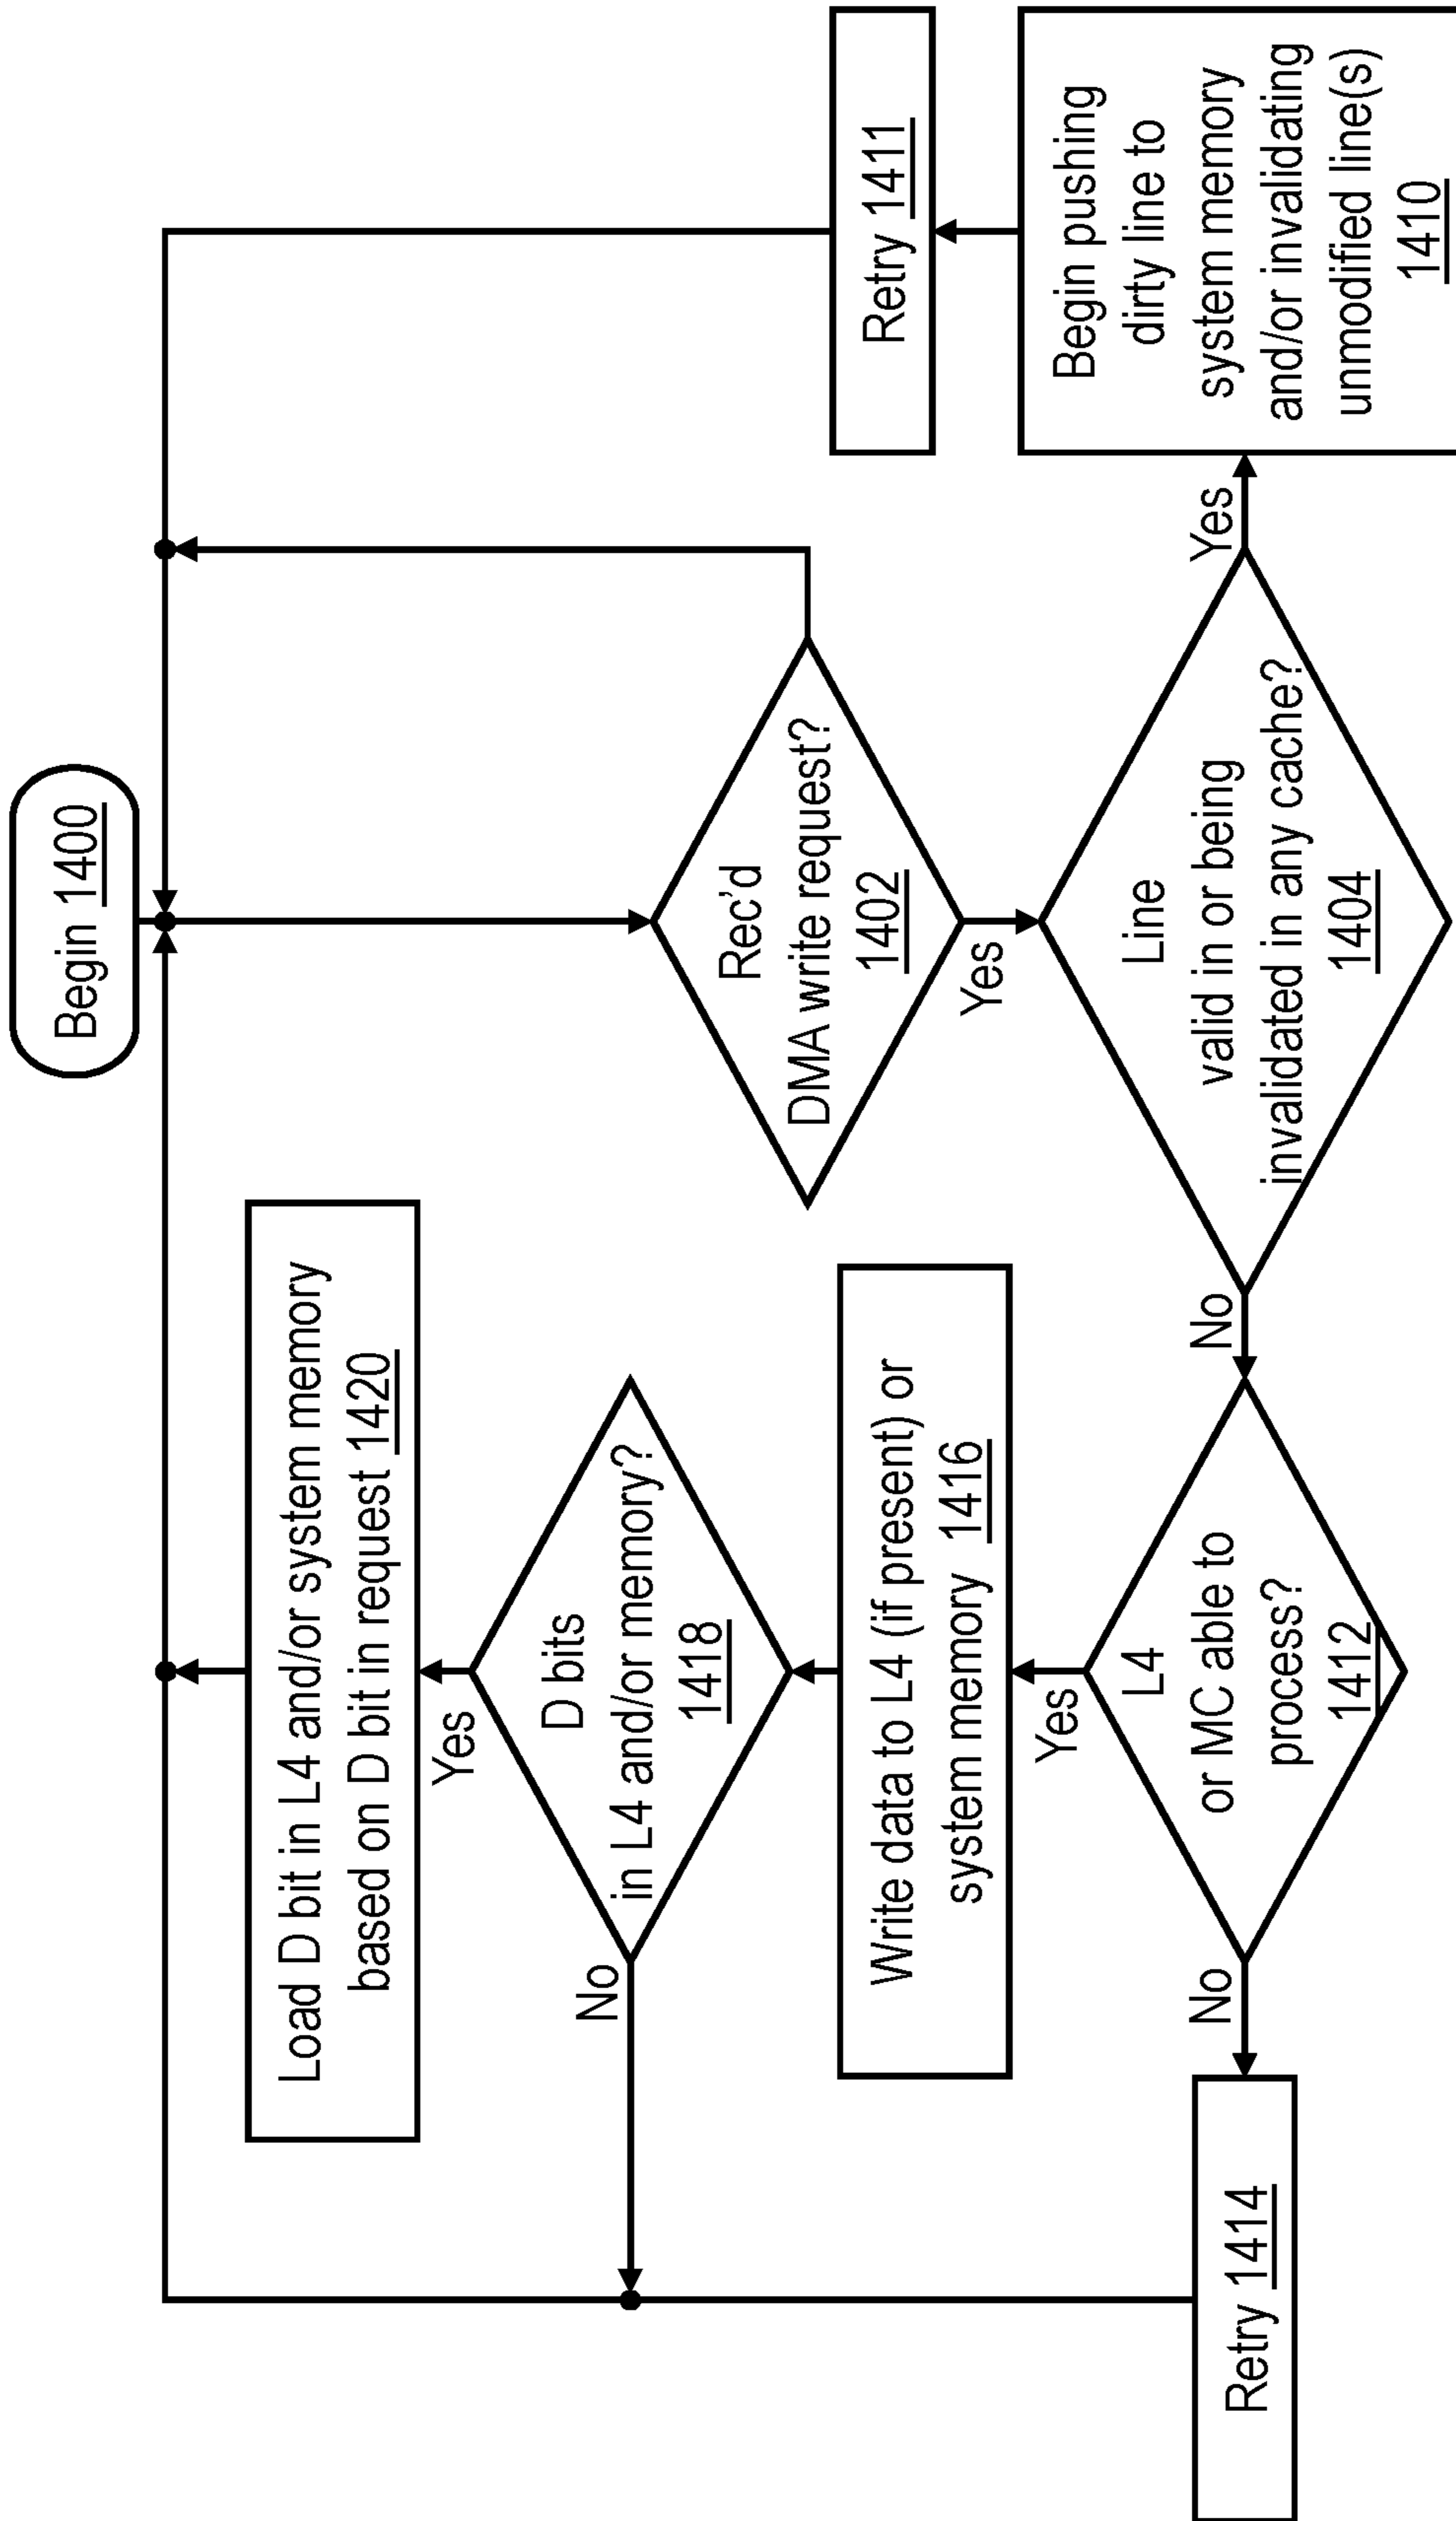 Begin 1400
Rec'd
DMA write request?
1402
Yes
Line
valid in or being
invalidated in any cache?
1404
Yes
Begin pushing
dirty line to
system memory
and/or invalidating
unmodified line(s)
1410
Retry 1411
No
L4
or MC able to
process?
1412
No
Retry 1414
Yes
Write data to L4 (if present) or
system memory 1416
D bits
in L4 and/or memory?
1418
No
Yes
Load D bit in L4 and/or system memory
based on D bit in request 1420